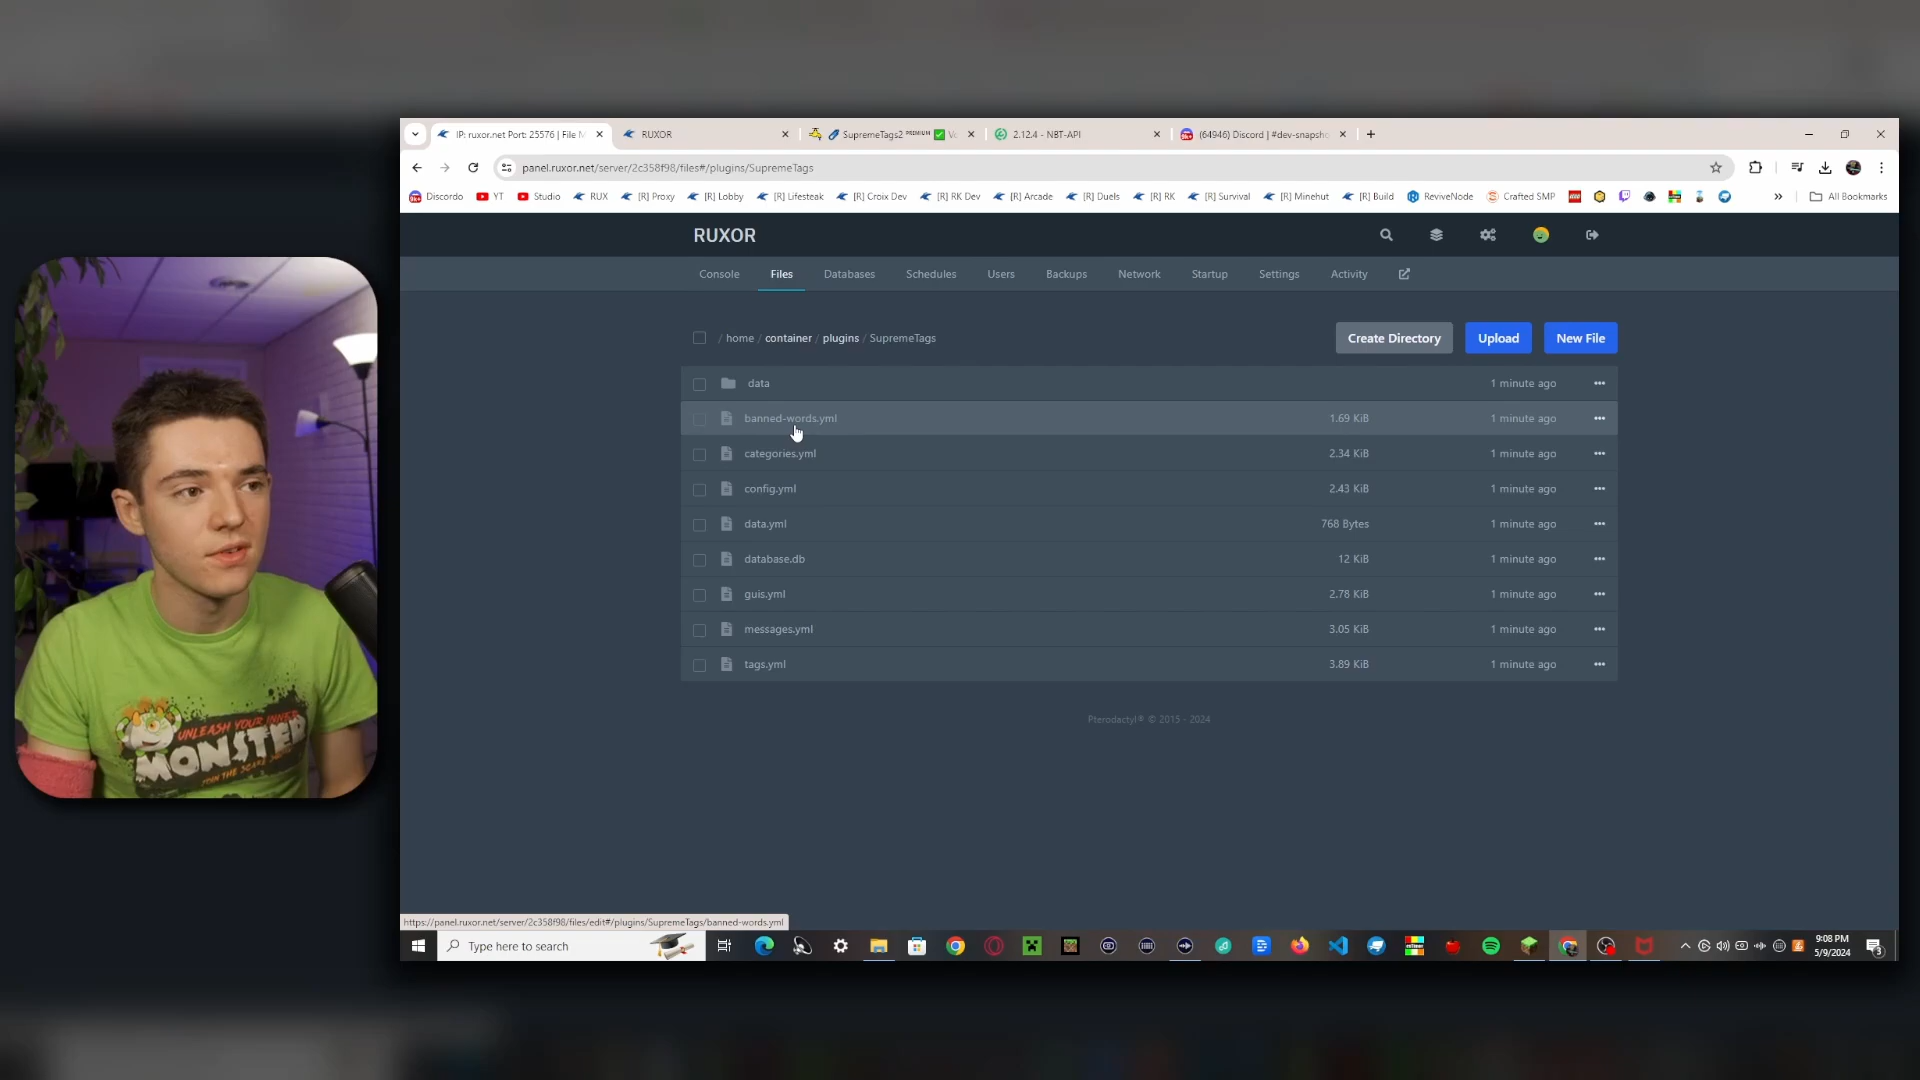 IP: ruxor.net Port: 25576 | File M
RUXOR
SupremeTags2 PREMIUM
2.12.4 - NBT-API
(64946) Discord | #dev-snapsh
panel.ruxor.net/server/2c358f98/files#/plugins/SupremeTags
Discordo YT Studio RUX [R] Proxy [R] Lobby [R] Lifesteak [R] Croix Dev [R] RK Dev [R] Arcade [R] Duels [R] RK [R] Survival [R] Minehut [R] Build ReviveNode Crafted SMP » All Bookmarks
RUXOR
Console Files Databases Schedules Users Backups Network Startup Settings Activity
/ home / container / plugins / SupremeTags
Create Directory Upload New File
data 1 minute ago
banned-words.yml 1.69 KiB 1 minute ago
categories.yml 2.34 KiB 1 minute ago
config.yml 2.43 KiB 1 minute ago
data.yml 768 Bytes 1 minute ago
database.db 12 KiB 1 minute ago
guis.yml 2.78 KiB 1 minute ago
messages.yml 3.05 KiB 1 minute ago
tags.yml 3.89 KiB 1 minute ago
Pterodactyl® © 2015 - 2024
UNLEASH YOUR INNER
MONSTER
https://panel.ruxor.net/server/2c358f98/files/edit#/plugins/SupremeTags/banned-words.yml
Type here to search
9:08 PM
5/9/2024
3